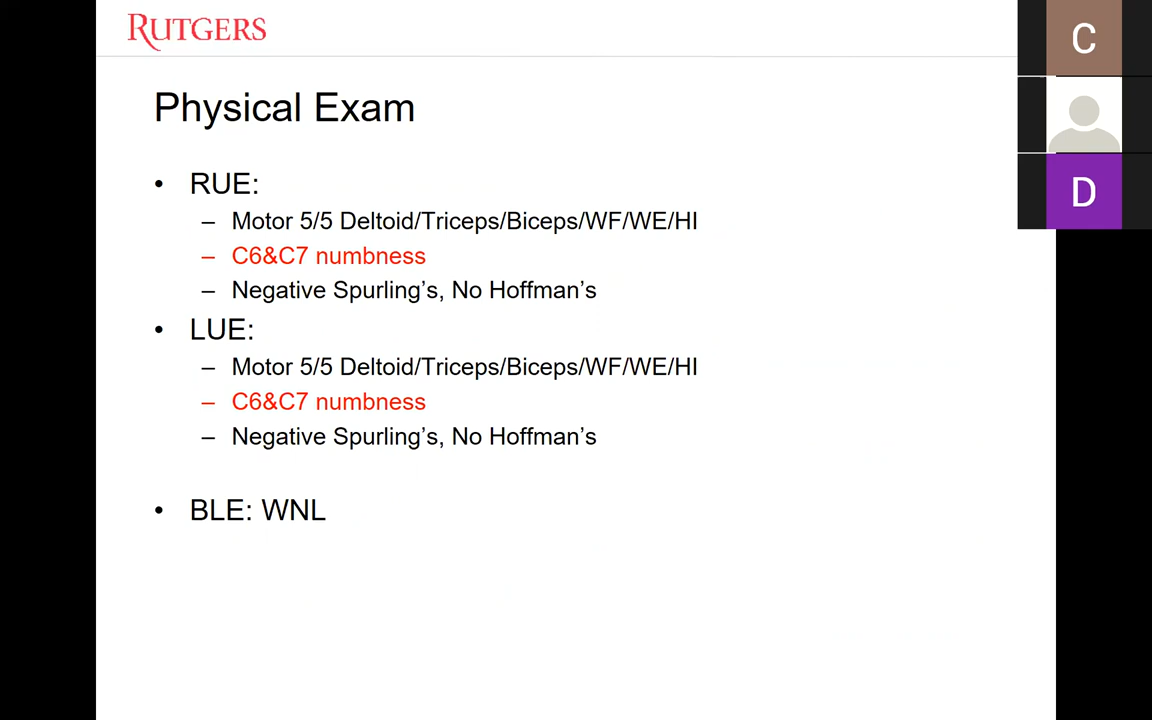 RUTGERS
C
Physical Exam
D
• RUE:
– Motor 5/5 Deltoid/Triceps/Biceps/WF/WE/HI
– C6&C7 numbness
– Negative Spurling’s, No Hoffman’s
• LUE:
– Motor 5/5 Deltoid/Triceps/Biceps/WF/WE/HI
– C6&C7 numbness
– Negative Spurling’s, No Hoffman’s
• BLE: WNL